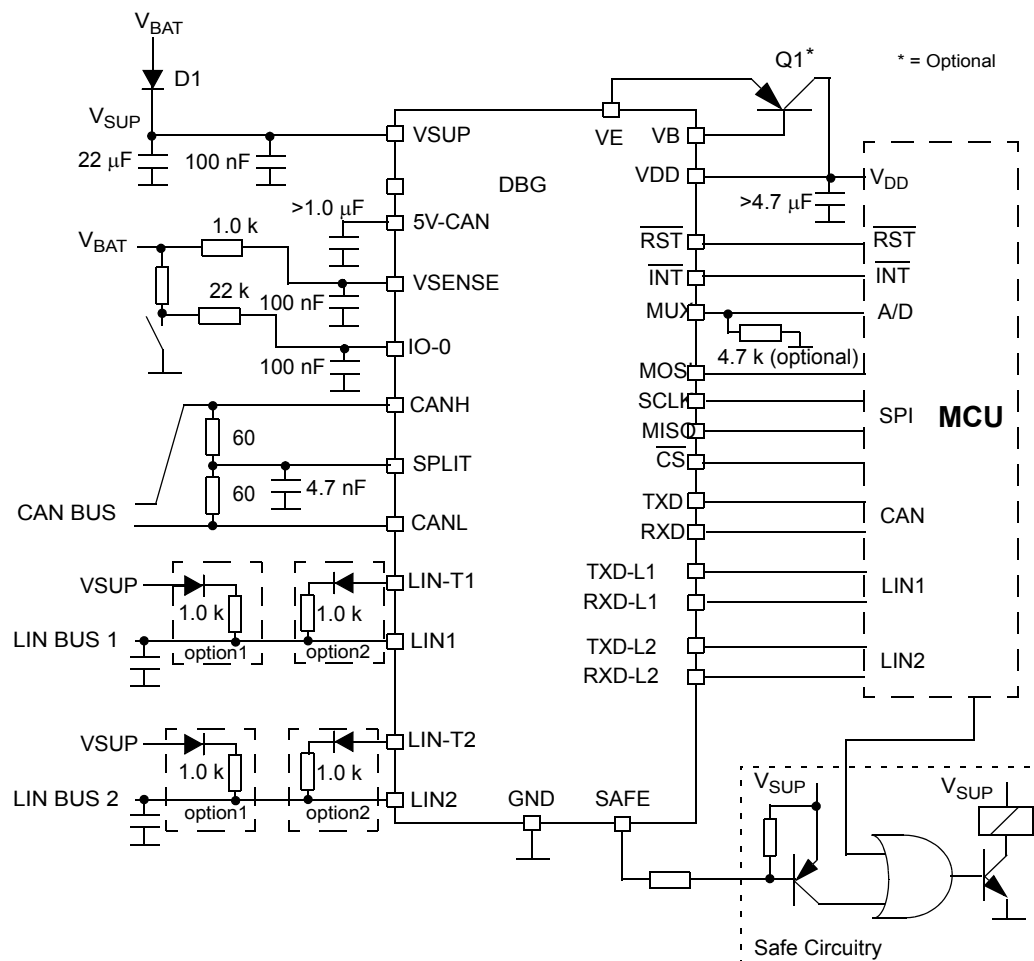 VBAT
Q1*
* = Optional
D1
VSUP
VSUP
VE
VB
22 μF
100 nF
DBG
VDD
VDD
>1.0 μF
>4.7 μF
5V-CAN
1.0 k
VBAT
RST
RST
INT
INT
VSENSE
22 k
100 nF
MUX
A/D
IO-0
4.7 k (optional)
100 nF
MOSI
CANH
SCLK
SPI
MCU
60
MISO
SPLIT
CS
60
4.7 nF
TXD
CAN BUS
CAN
CANL
RXD
VSUP
LIN-T1
TXD-L1
1.0 k
1.0 k
LIN1
RXD-L1
LIN BUS 1
LIN1
option1
option2
TXD-L2
LIN2
RXD-L2
VSUP
LIN-T2
1.0 k
1.0 k
VSUP
VSUP
LIN BUS 2
LIN2
GND
SAFE
option1
option2
Safe Circuitry